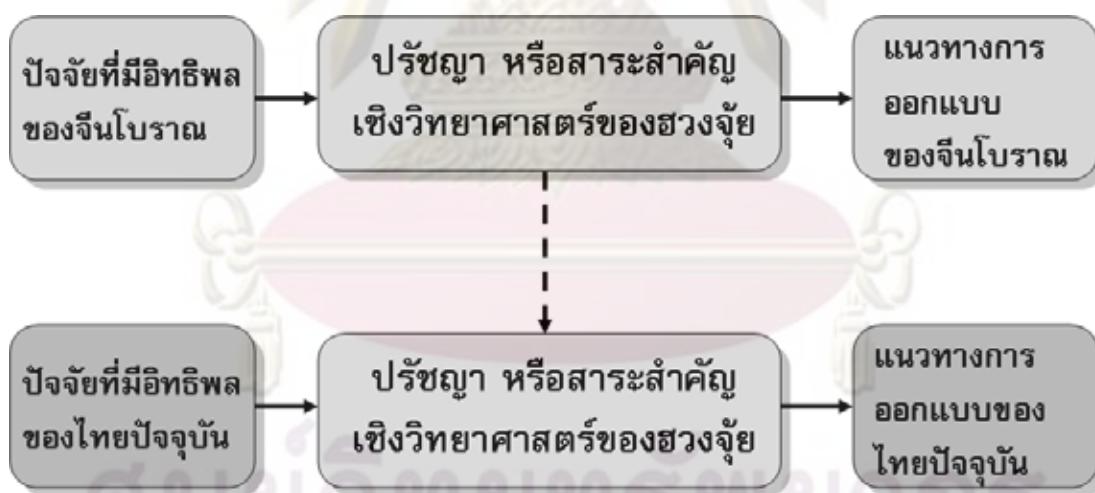 ปัจจัยที่มีอิทธิพล
ของจีนโบราณ
ปรัชญา หรือสาระสำคัญ
เชิงวิทยาศาสตร์ของฮวงจุ้ย
แนวทางการ
ออกแบบ
ของจีนโบราณ
ปัจจัยที่มีอิทธิพล
ของไทยปัจจุบัน
ปรัชญา หรือสาระสำคัญ
เชิงวิทยาศาสตร์ของฮวงจุ้ย
แนวทางการ
ออกแบบของ
ไทยปัจจุบัน